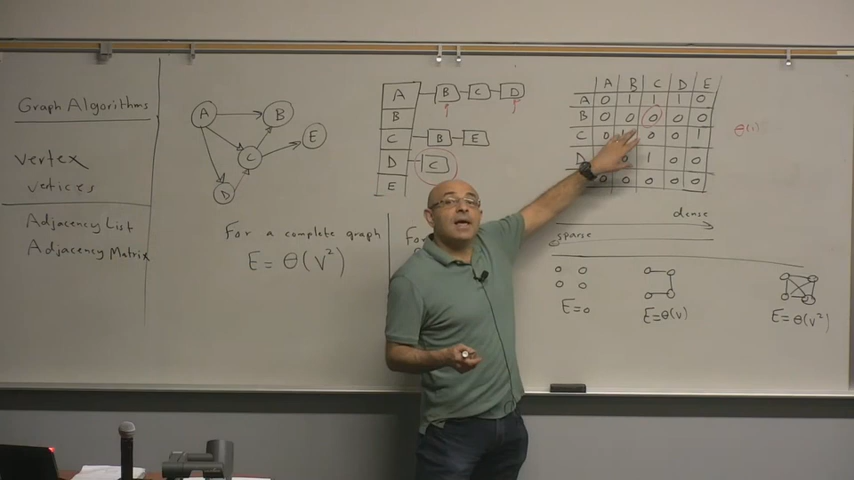 Graph Algorithms
vertex
vertices
Adjacency List
Adjacency Matrix
A
B
C
E
D
For a complete graph
E = θ(V²)
A B C D
B
C B E
D C
E
For
A B C D E
A 0 1 1 1 0
B 0 0 0 0 0
C 0 1 0 0 1
D 0 1 0 0
0 0 0 0
θ(1)
dense
sparse
E=0
E=θ(V)
E=θ(V²)